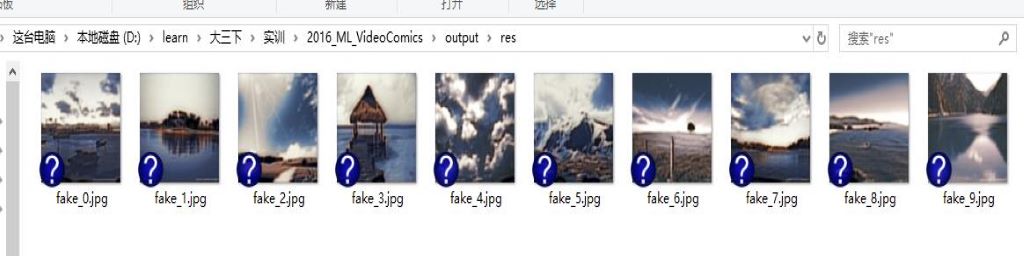 组织 新建 打开 选择
这台电脑 > 本地磁盘 (D:) > learn > 大三下 > 实训 > 2016_ML_VideoComics > output > res
搜索"res"
fake_0.jpg fake_1.jpg fake_2.jpg fake_3.jpg fake_4.jpg fake_5.jpg fake_6.jpg fake_7.jpg fake_8.jpg fake_9.jpg